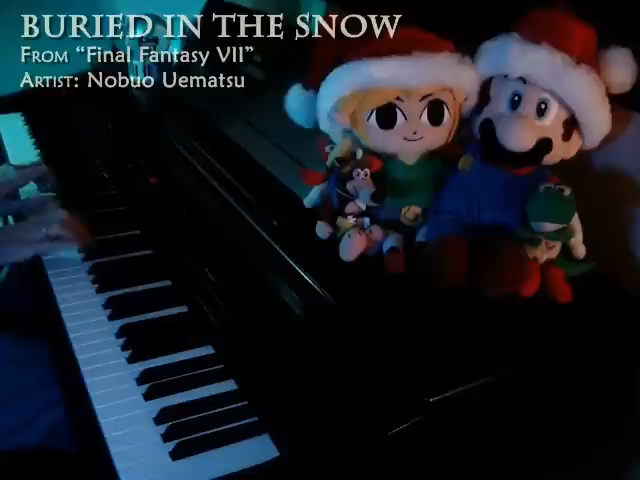 BURIED IN THE SNOW
FROM “FINAL FANTASY VII”
ARTIST: NOBUO UEMATSU